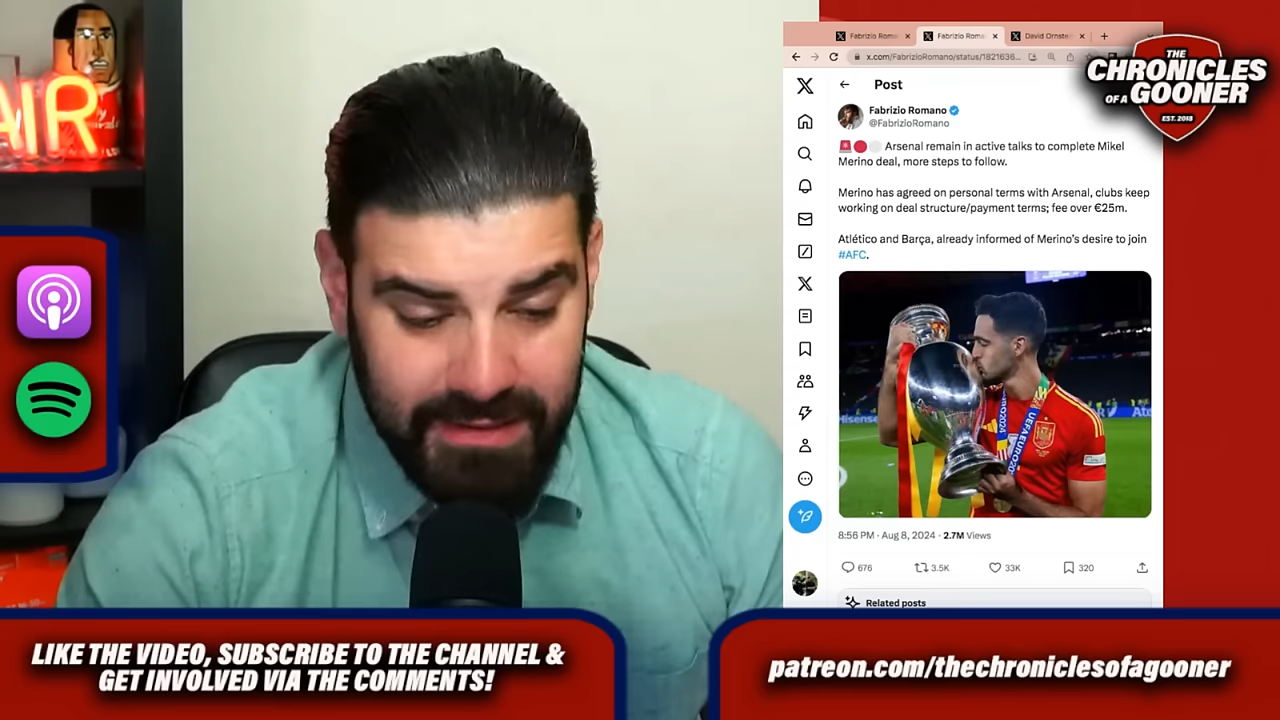 AIR
Fabrizio Rom
Fabrizio Roma
David Ornste
x.com/FabrizioRomano/status/1821636...
THE
CHRONICLES
OF A GOONER
EST. 2018
Post
Fabrizio Romano
@FabrizioRomano
Arsenal remain in active talks to complete Mikel
Merino deal, more steps to follow.
Merino has agreed on personal terms with Arsenal, clubs keep
working on deal structure/payment terms; fee over €25m.
Atlético and Barça, already informed of Merino's desire to join
#AFC.
Hisense
UEFA EURO 2024
8:56 PM · Aug 8, 2024 · 2.7M Views
676 3.5K 33K 320
Related posts
LIKE THE VIDEO, SUBSCRIBE TO THE CHANNEL &
GET INVOLVED VIA THE COMMENTS!
patreon.com/thechroniclesofagooner